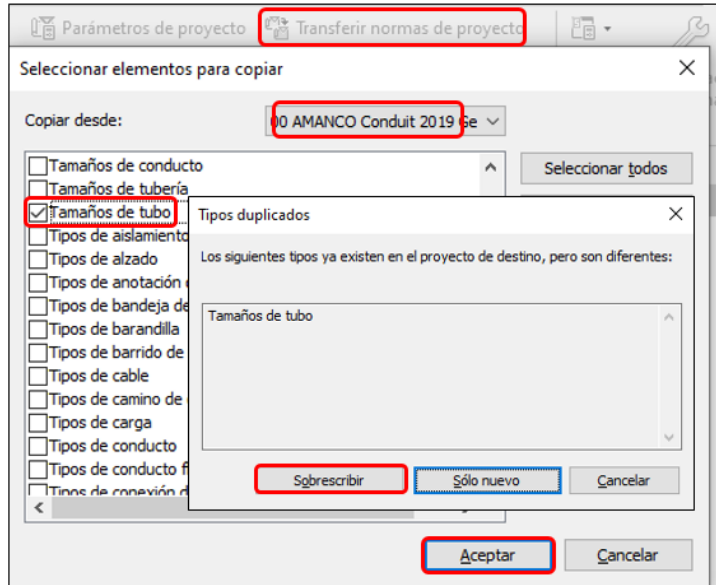 Parámetros de proyecto
Transferir normas de proyecto
Seleccionar elementos para copiar
Copiar desde:
00 AMANCO Conduit 2019 Ge
Tamaños de conducto
Tamaños de tubería
Tamaños de tubo
Tipos de aislamiento
Tipos de alzado
Tipos de anotación
Tipos de bandeja de
Tipos de barandilla
Tipos de barrido de
Tipos de cable
Tipos de camino de
Tipos de carga
Tipos de conducto
Tipos de conducto f
Tipos de conexión d
Seleccionar todos
Tipos duplicados
Los siguientes tipos ya existen en el proyecto de destino, pero son diferentes:
Tamaños de tubo
Sobrescribir
Sólo nuevo
Cancelar
Aceptar
Cancelar